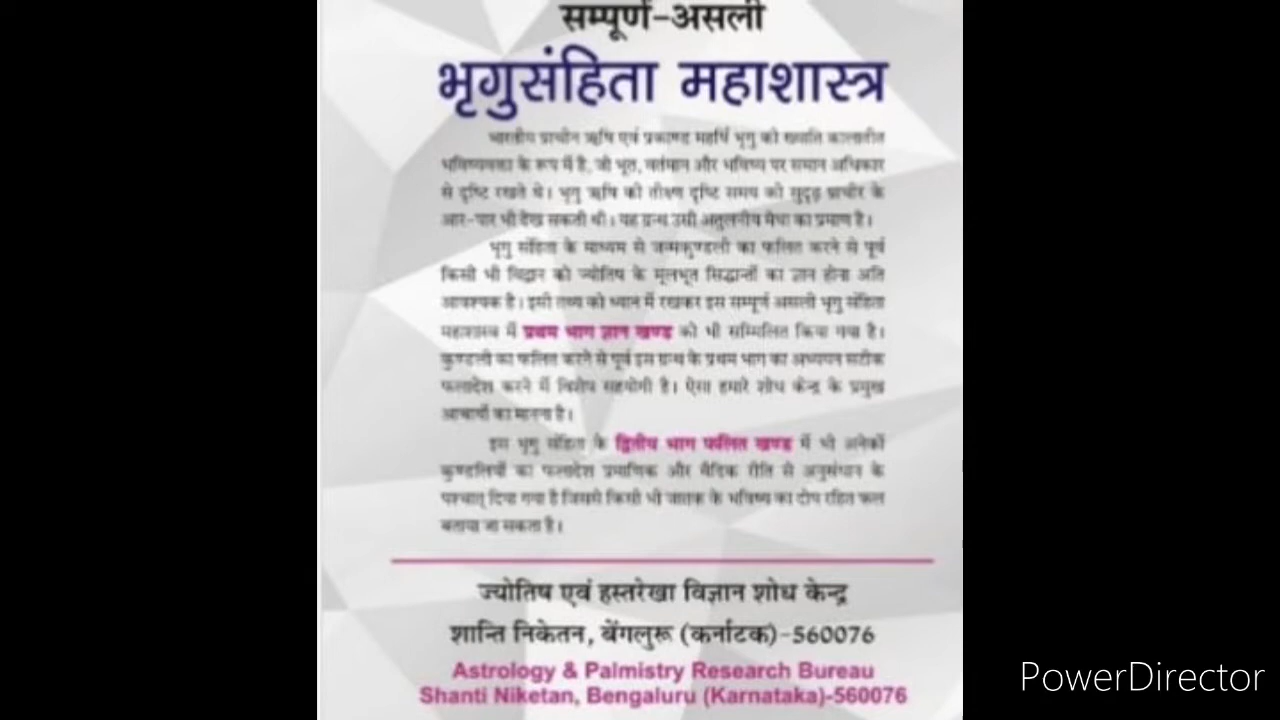 सम्पूर्ण-असली
भृगुसंहिता महाशास्त्र
भारतीय प्राचीन ऋषि एवं प्रकाण्ड महर्षि भृगु की ख्याति कालातीत
भविष्यवक्ता के रूप में है, जो भूत, वर्तमान और भविष्य पर समान अधिकार
से दृष्टि रखते थे। भृगु ऋषि की तीक्ष्ण दृष्टि समय की सुदृढ़ प्राचीर के
आर-पार भी देख सकती थी। यह ग्रन्थ उसी अतुलनीय मेधा का प्रमाण है।
भृगु संहिता के माध्यम से जन्मकुण्डली का फलित करने से पूर्व
किसी भी विद्वान को ज्योतिष के मूलभूत सिद्धान्तों का ज्ञान होना अति
आवश्यक है। इसी तथ्य को ध्यान में रखकर इस सम्पूर्ण असली भृगु संहिता
महाशास्त्र में प्रथम भाग ज्ञान खण्ड को भी सम्मिलित किया गया है।
कुण्डली का फलित करने से पूर्व इस ग्रन्थ के प्रथम भाग का अध्ययन सटीक
फलादेश करने में विशेष सहयोगी है। ऐसा हमारे शोध केन्द्र के प्रमुख
आचार्यों का मानना है।
इस भृगु संहिता के द्वितीय भाग फलित खण्ड में भी अनेकों
कुण्डलियों का फलादेश प्रमाणिक और वैदिक रीति से अनुसंधान के
पश्चात् दिया गया है जिससे किसी भी जातक के भविष्य का दोष रहित फल
बताया जा सकता है।
ज्योतिष एवं हस्तरेखा विज्ञान शोध केन्द्र
शान्ति निकेतन, बेंगलुरू (कर्नाटक)-560076
Astrology & Palmistry Research Bureau
Shanti Niketan, Bengaluru (Karnataka)-560076
PowerDirector